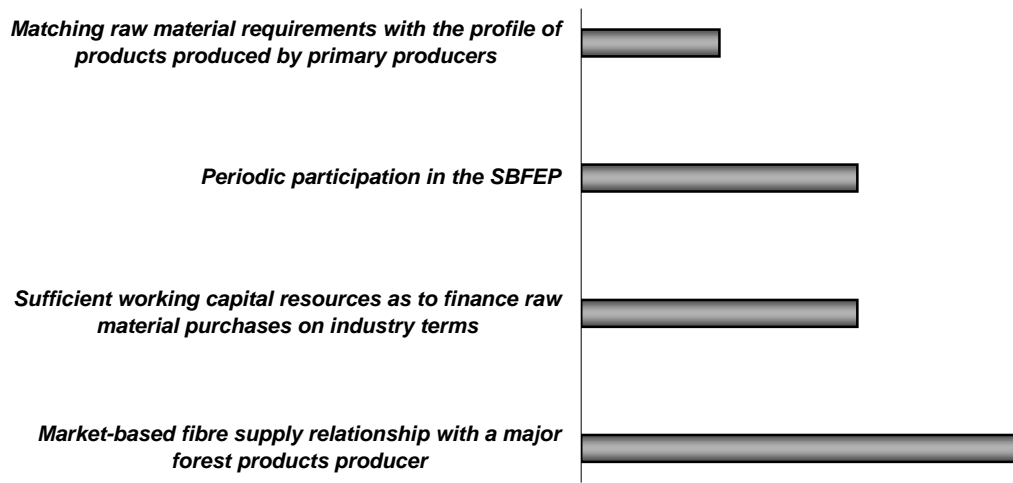 Matching raw material requirements with the profile of
products produced by primary producers
Periodic participation in the SBFEP
Sufficient working capital resources as to finance raw
material purchases on industry terms
Market-based fibre supply relationship with a major
forest products producer